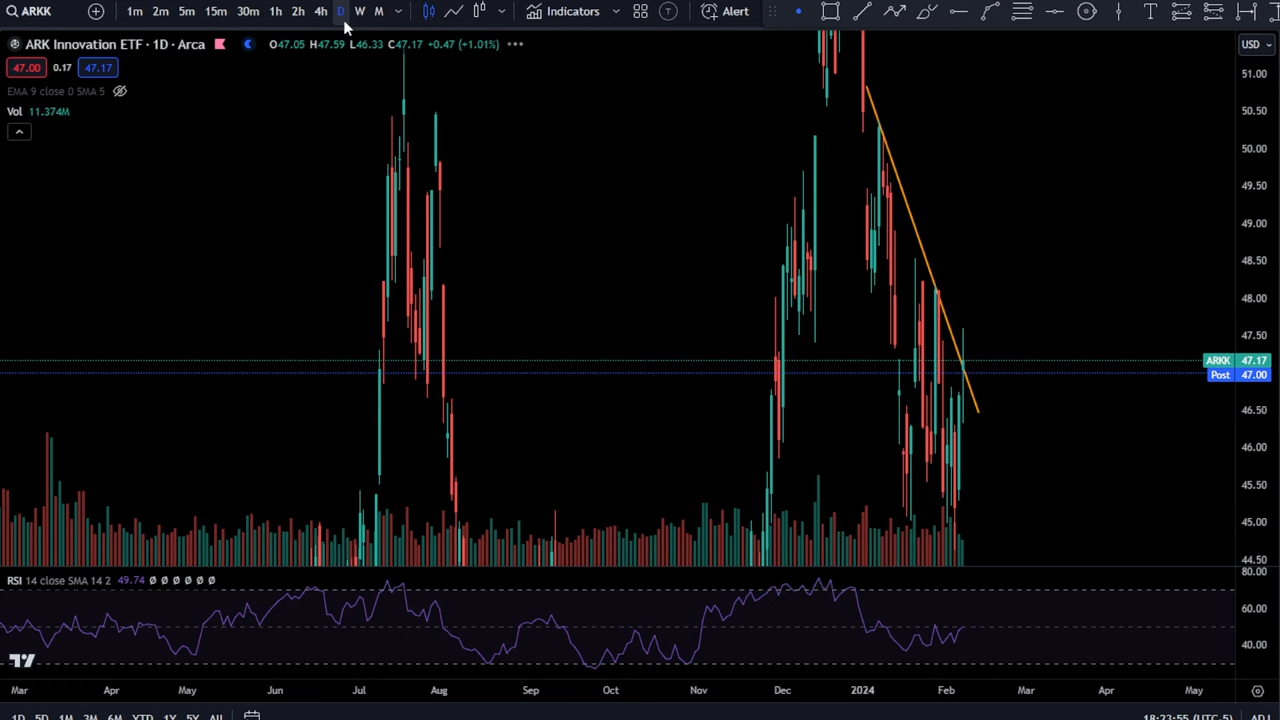 ARKK 1m 2m 5m 15m 30m 1h 2h 4h D W M Indicators Alert T
ARK Innovation ETF · 1D · Arca O47.05 H47.59 L46.33 C47.17 +0.47 (+1.01%) USD
47.00 0.17 47.17
EMA 9 close 0 SMA 5
Vol 11.374M
51.00
50.50
50.00
49.50
49.00
48.50
48.00
47.50
ARKK 47.17
Post 47.00
46.50
46.00
45.50
45.00
44.50
80.00
RSI 14 close SMA 14 2 49.74 Ø Ø Ø Ø Ø Ø
60.00
40.00
Mar Apr May Jun Jul Aug Sep Oct Nov Dec 2024 Feb Mar Apr May
1D 5D 1M 3M 6M YTD 1Y 5Y All 18:23:55 (UTC-5) ADJ